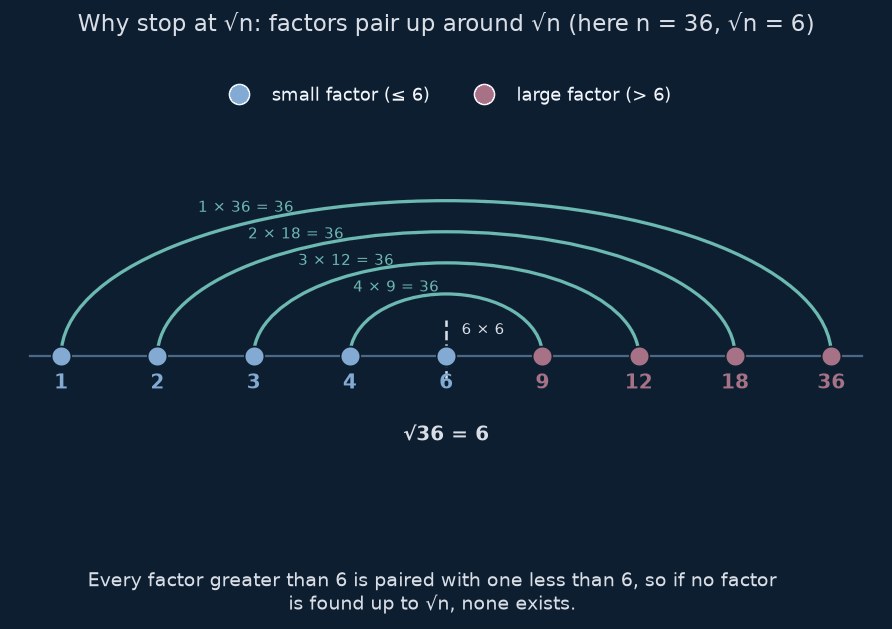 Why stop at √n: factors pair up around √n (here n = 36, √n = 6)
small factor (≤ 6)
large factor (> 6)
1 × 36 = 36
2 × 18 = 36
3 × 12 = 36
4 × 9 = 36
6 × 6
1 2 3 4 6 9 12 18 36
√36 = 6
Every factor greater than 6 is paired with one less than 6, so if no factor
is found up to √n, none exists.